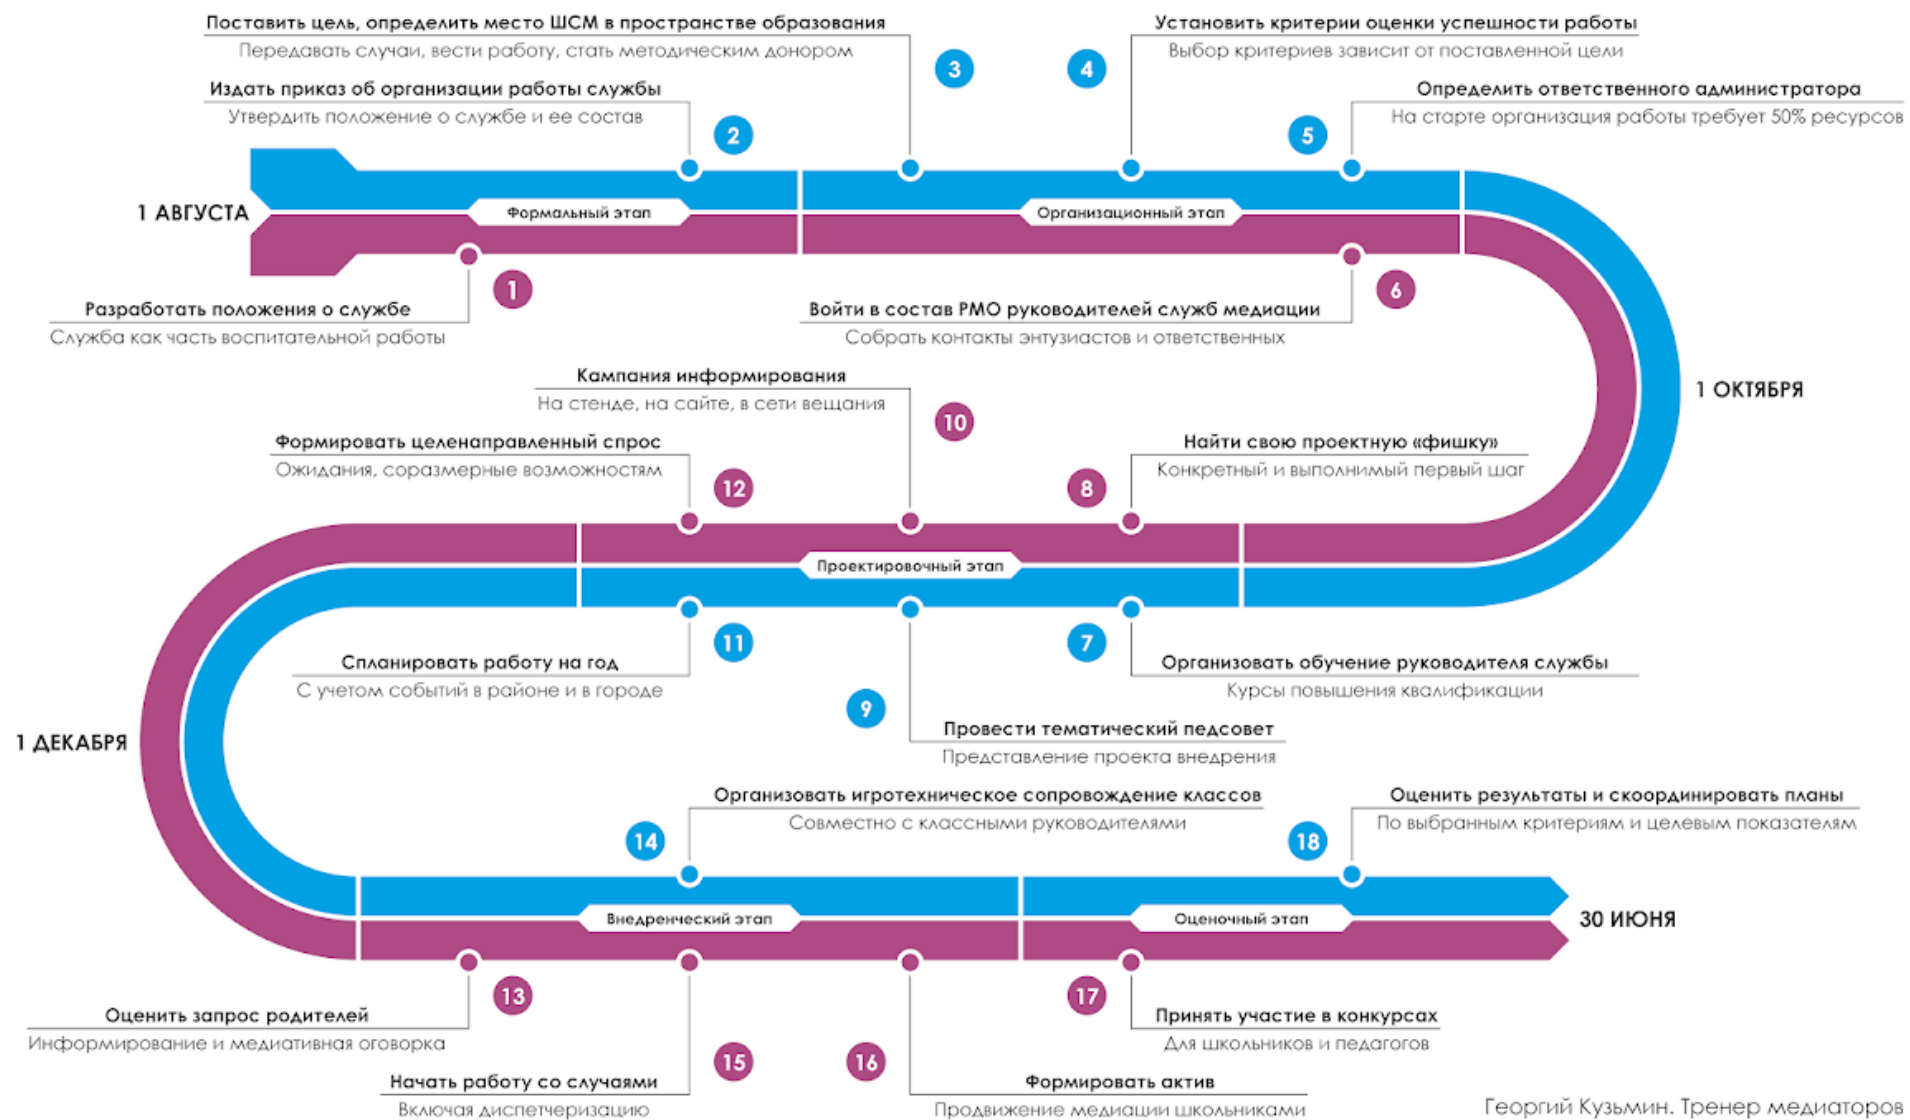 Поставить цель, определить место ШСМ в пространстве образования
Передавать случаи, вести работу, стать методическим донором
3
4
Установить критерии оценки успешности работы
Выбор критериев зависит от поставленной цели
Издать приказ об организации работы службы
Утвердить положение о службе и ее состав
2
5
Определить ответственного администратора
На старте организация работы требует 50% ресурсов
1 АВГУСТА
Формальный этап
Организационный этап
Разработать положения о службе
Служба как часть воспитательной работы
1
Войти в состав РМО руководителей служб медиации
Собрать контакты энтузиастов и ответственных
6
1 ОКТЯБРЯ
Кампания информирования
На стенде, на сайте, в сети вещания
10
Формировать целенаправленный спрос
Ожидания, соразмерные возможностям
12
8
Найти свою проектную «фишку»
Конкретный и выполнимый первый шаг
Проектировочный этап
Спланировать работу на год
С учетом событий в районе и в городе
11
7
Организовать обучение руководителя службы
Курсы повышения квалификации
9
Провести тематический педсовет
Представление проекта внедрения
1 ДЕКАБРЯ
Организовать игротехническое сопровождение классов
Совместно с классными руководителями
14
18
Оценить результаты и скоординировать планы
По выбранным критериям и целевым показателям
Внедренческий этап
Оценочный этап
30 ИЮНЯ
Оценить запрос родителей
Информирование и медиативная оговорка
13
17
Принять участие в конкурсах
Для школьников и педагогов
Начать работу со случаями
Включая диспетчеризацию
15
16
Формировать актив
Продвижение медиации школьниками
Георгий Кузьмин. Тренер медиаторов